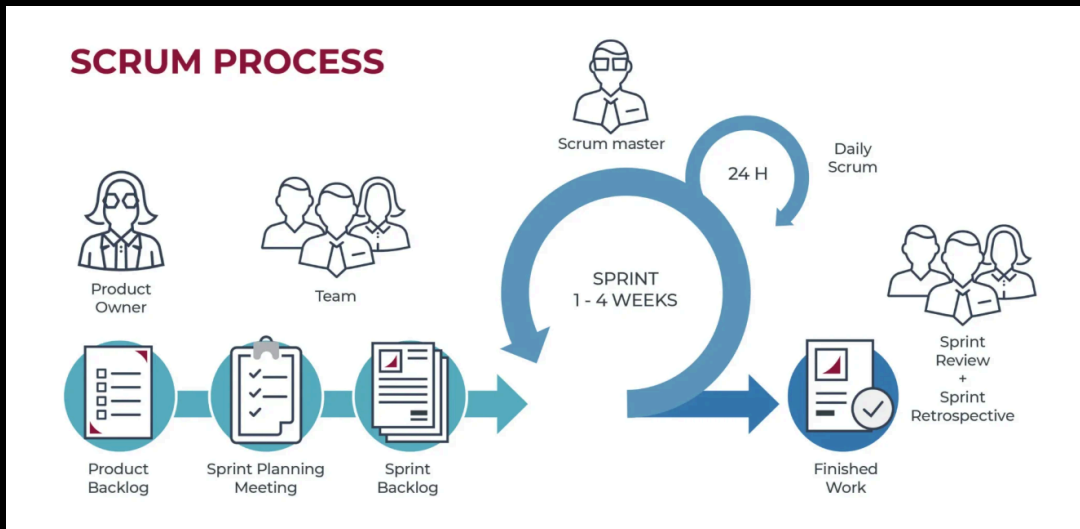 SCRUM PROCESS
Scrum master
24 H
Daily
Scrum
Product
Owner
Team
SPRINT
1 - 4 WEEKS
Sprint
Review
+
Sprint
Retrospective
Product
Backlog
Sprint Planning
Meeting
Sprint
Backlog
Finished
Work